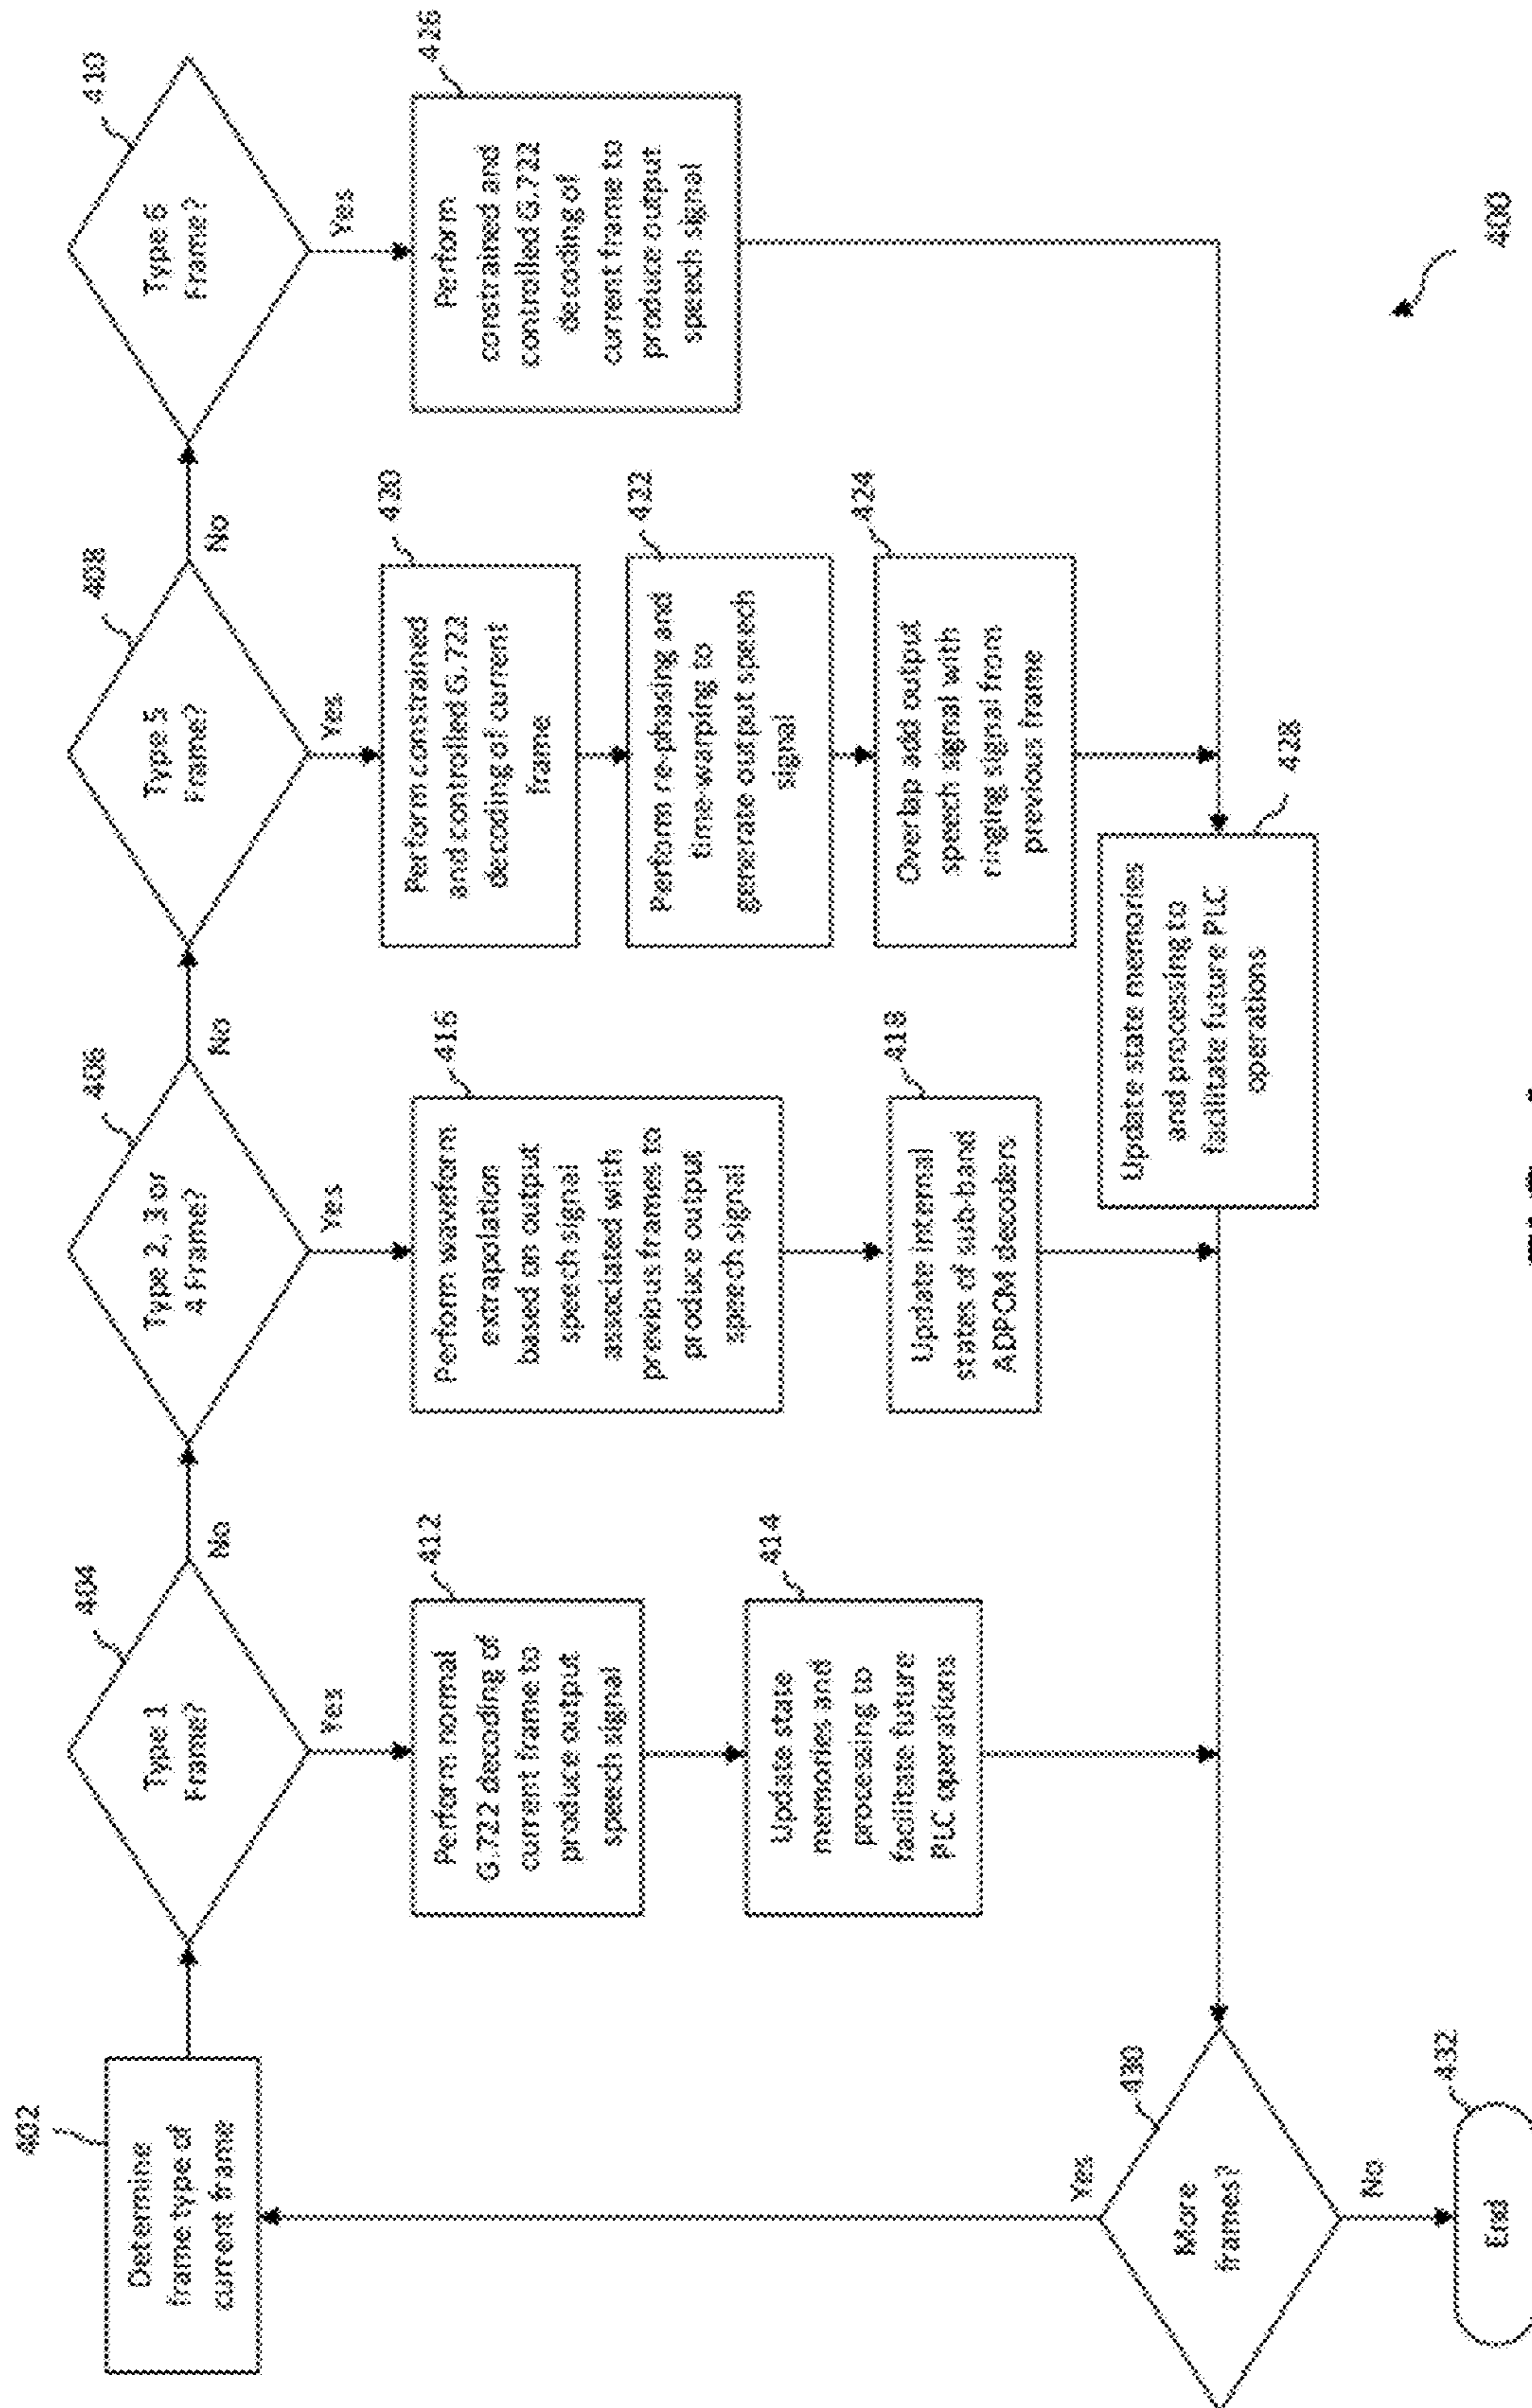 402
Determine
frame type of
current frame
404
Type 1
Frame?
No
Yes
406
Type 2, 3 or
4 Frame?
No
Yes
408
Type 5
Frame?
No
Yes
410
Type 6
Frame?
Yes
412
Perform normal
G.722 decoding of
current frame to
produce output
speech signal
414
Update state
memories and
processing to
facilitate future
PLC operations
416
Perform waveform
extrapolation
based on output
speech signal
associated with
previous frames to
produce output
speech signal
418
Update internal
states of sub-band
ADPCM decoders
420
Perform constrained
and controlled G.722
decoding of current
frame
422
Perform re-phasing and
time-warping to
generate output speech
signal
424
Overlap add output
speech signal with
ringing signal from
previous frame
426
Perform
constrained and
controlled G.722
decoding of
current frame to
produce output
speech signal
428
Update state memories
and processing to
facilitate future PLC
operations
430
More
frames?
Yes
No
432
End
400